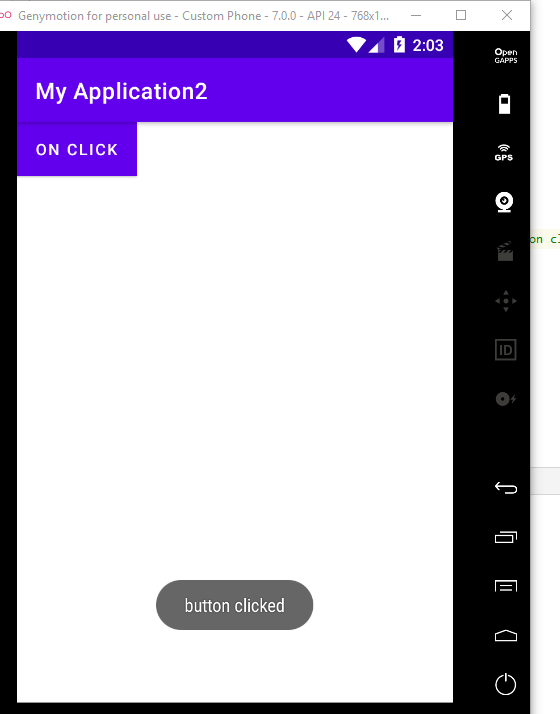 Genymotion for personal use - Custom Phone - 7.0.0 - API 24 - 768x1...
2:03
My Application2
ON CLICK
button clicked
Open
GAPPS
GPS
ID
on cl